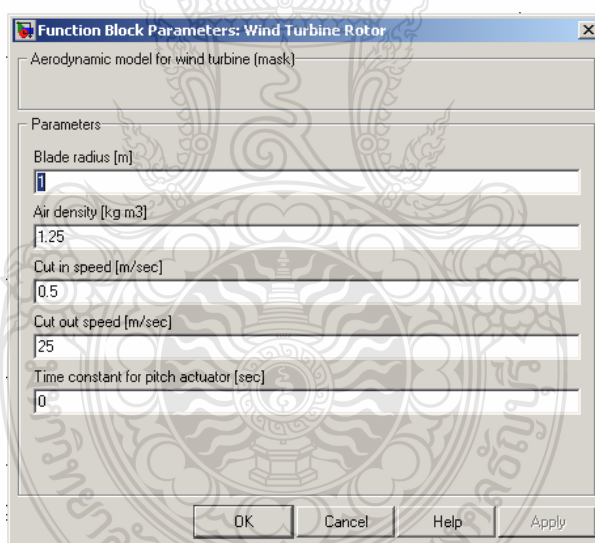 Function Block Parameters: Wind Turbine Rotor
Aerodynamic model for wind turbine (mask)
Parameters
Blade radius [m]
1
Air density [kg m3]
1.25
Cut in speed [m/sec]
0.5
Cut out speed [m/sec]
25
Time constant for pitch actuator [sec]
0
OK Cancel Help Apply